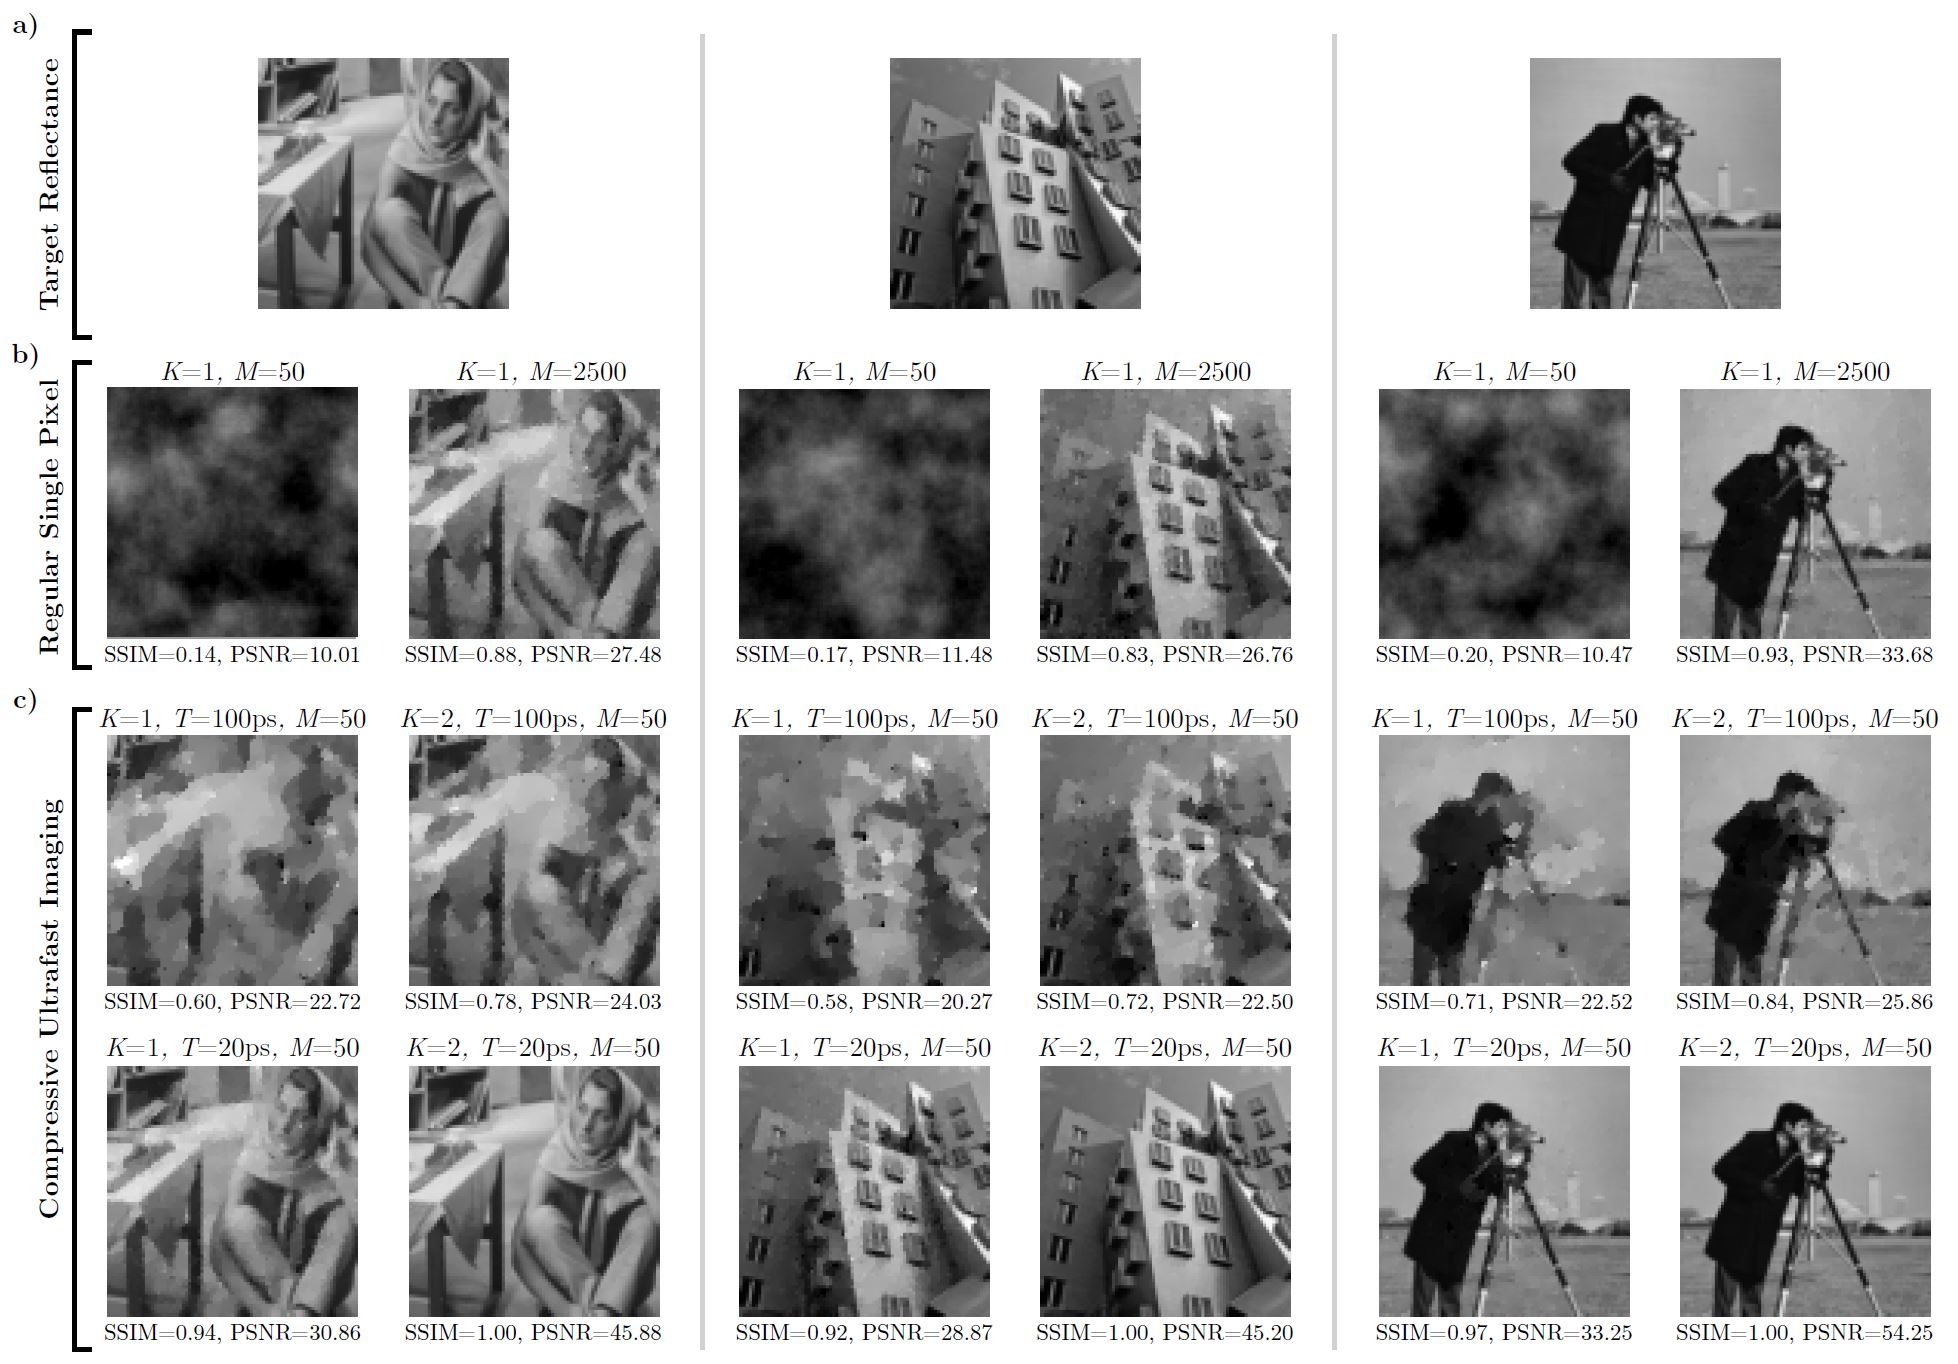 a)
Target Reflectance
b)
Regular Single Pixel
K=1, M=50
K=1, M=2500
K=1, M=50
K=1, M=2500
K=1, M=50
K=1, M=2500
SSIM=0.14, PSNR=10.01
SSIM=0.88, PSNR=27.48
SSIM=0.17, PSNR=11.48
SSIM=0.83, PSNR=26.76
SSIM=0.20, PSNR=10.47
SSIM=0.93, PSNR=33.68
c)
Compressive Ultrafast Imaging
K=1, T=100ps, M=50
K=2, T=100ps, M=50
K=1, T=100ps, M=50
K=2, T=100ps, M=50
K=1, T=100ps, M=50
K=2, T=100ps, M=50
SSIM=0.60, PSNR=22.72
SSIM=0.78, PSNR=24.03
SSIM=0.58, PSNR=20.27
SSIM=0.72, PSNR=22.50
SSIM=0.71, PSNR=22.52
SSIM=0.84, PSNR=25.86
K=1, T=20ps, M=50
K=2, T=20ps, M=50
K=1, T=20ps, M=50
K=2, T=20ps, M=50
K=1, T=20ps, M=50
K=2, T=20ps, M=50
SSIM=0.94, PSNR=30.86
SSIM=1.00, PSNR=45.88
SSIM=0.92, PSNR=28.87
SSIM=1.00, PSNR=45.20
SSIM=0.97, PSNR=33.25
SSIM=1.00, PSNR=54.25